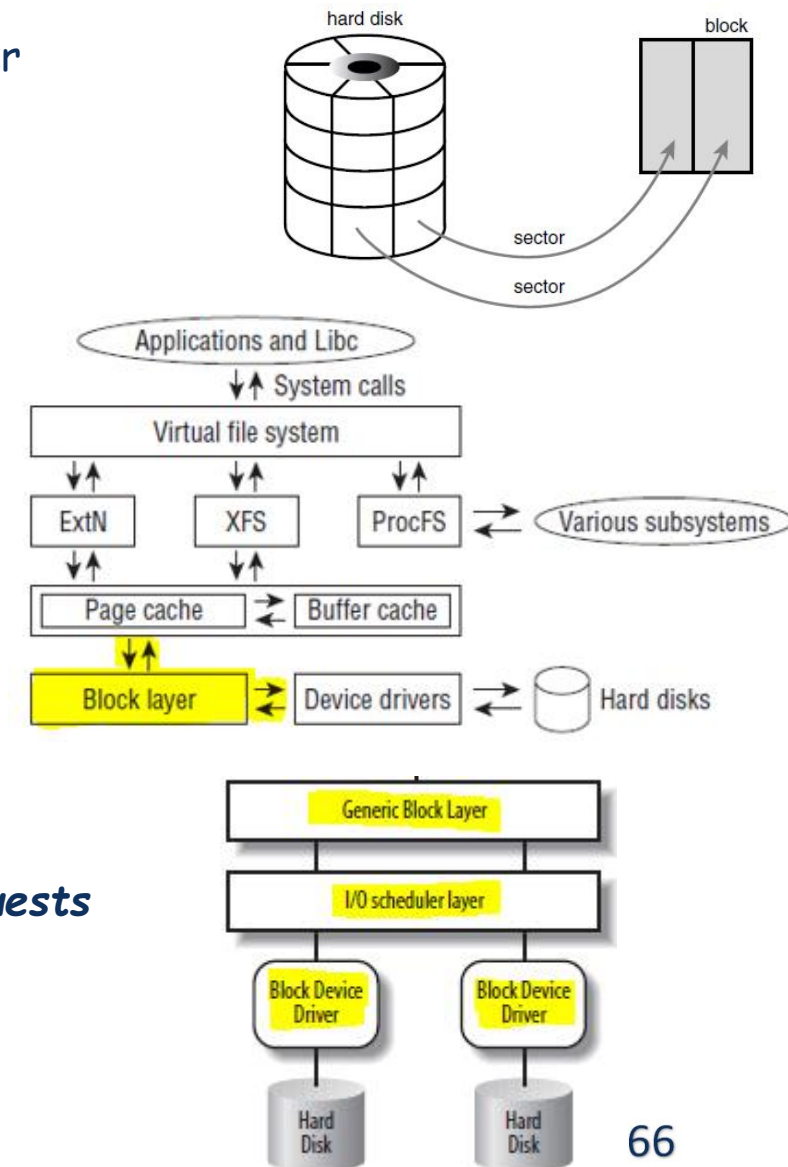 r
hard disk
block
sector
sector
Applications and Libc
System calls
Virtual file system
ExtN XFS ProcFS Various subsystems
Page cache Buffer cache
Block layer Device drivers Hard disks
Generic Block Layer
uests
I/O scheduler layer
Block Device Driver
Block Device Driver
Hard Disk
Hard Disk
66